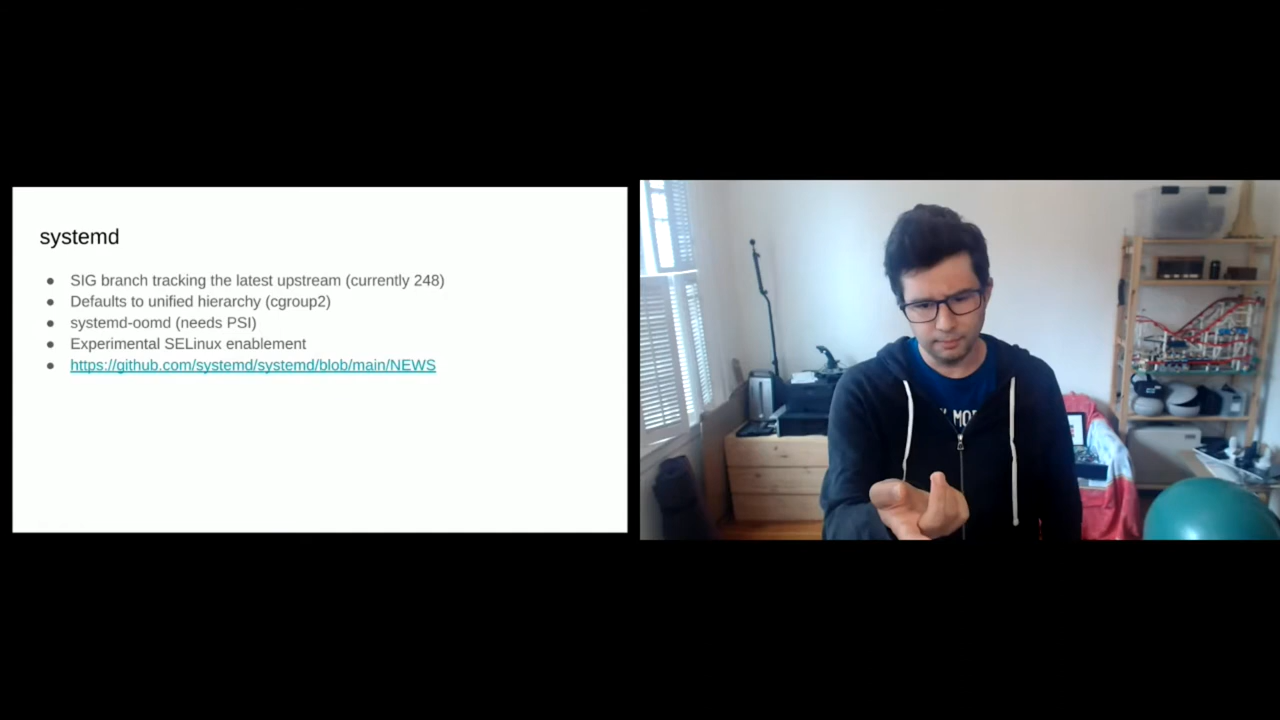 systemd
● SIG branch tracking the latest upstream (currently 248)
● Defaults to unified hierarchy (cgroup2)
● systemd-oomd (needs PSI)
● Experimental SELinux enablement
● https://github.com/systemd/systemd/blob/main/NEWS